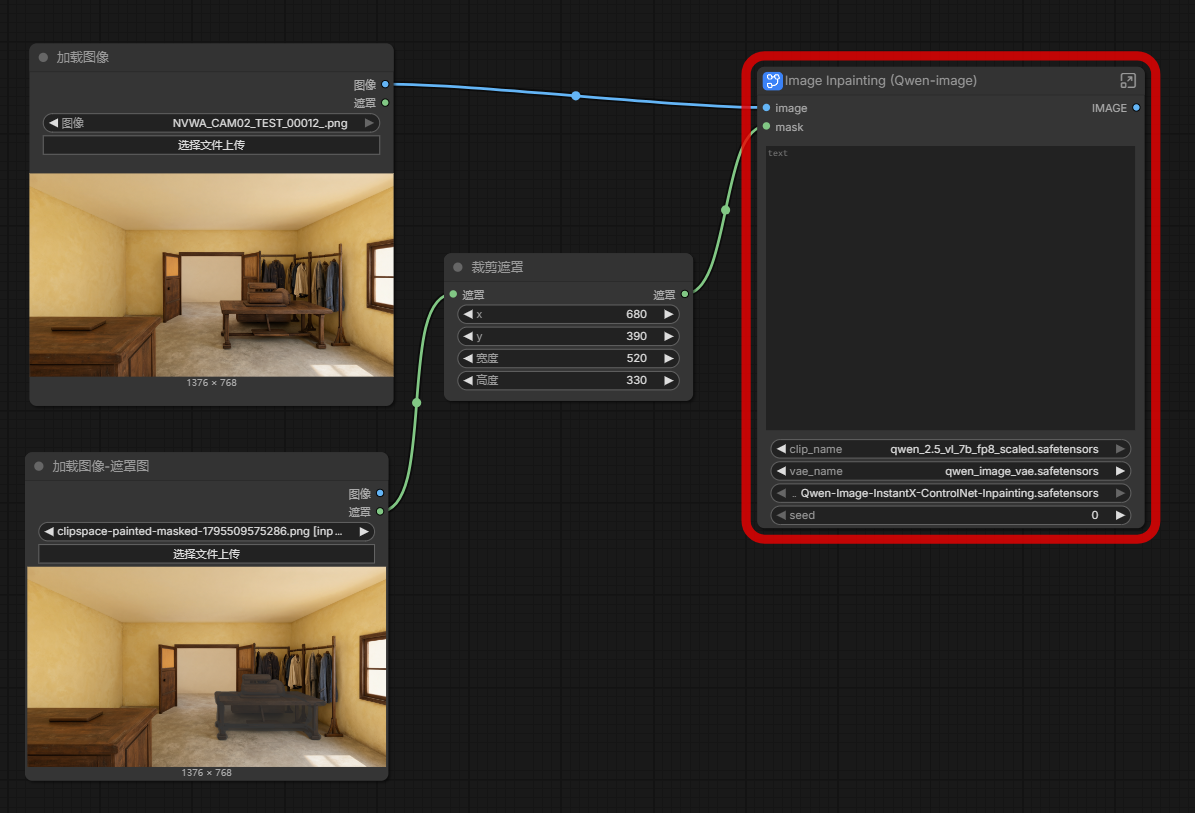 加载图像
图像
遮罩
图像 NVWA_CAM02_TEST_00012_.png
选择文件上传
1376 × 768
加载图像-遮罩图
图像
遮罩
clipspace-painted-masked-1795509575286.png [inp...
选择文件上传
1376 × 768
裁剪遮罩
遮罩 遮罩
x 680
y 390
宽度 520
高度 330
Image Inpainting (Qwen-image)
image IMAGE
mask
text
clip_name qwen_2.5_vl_7b_fp8_scaled.safetensors
vae_name qwen_image_vae.safetensors
.. Qwen-Image-InstantX-ControlNet-Inpainting.safetensors
seed 0